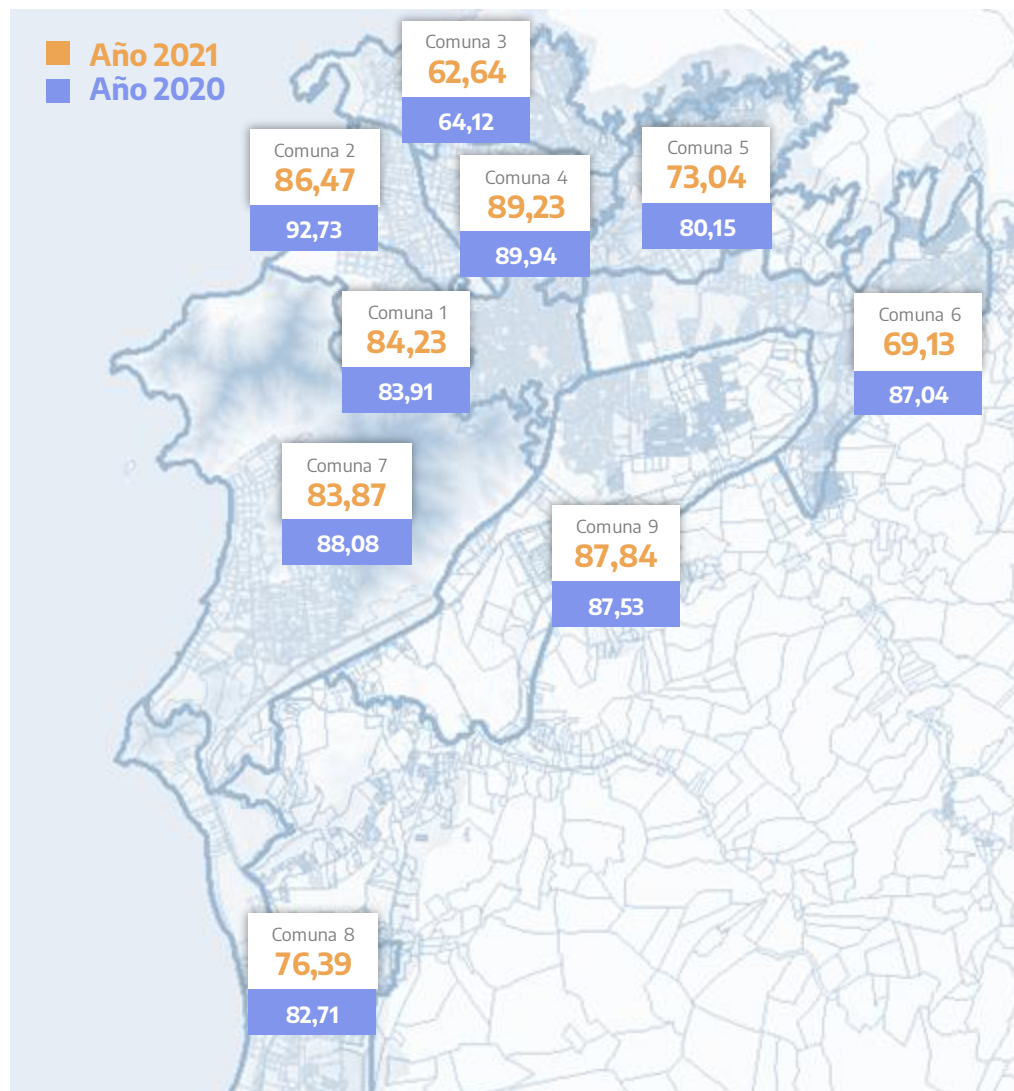 Año 2021
Año 2020
Comuna 3
62,64
64,12
Comuna 2
86,47
92,73
Comuna 4
89,23
89,94
Comuna 5
73,04
80,15
Comuna 1
84,23
83,91
Comuna 6
69,13
87,04
Comuna 7
83,87
88,08
Comuna 9
87,84
87,53
Comuna 8
76,39
82,71